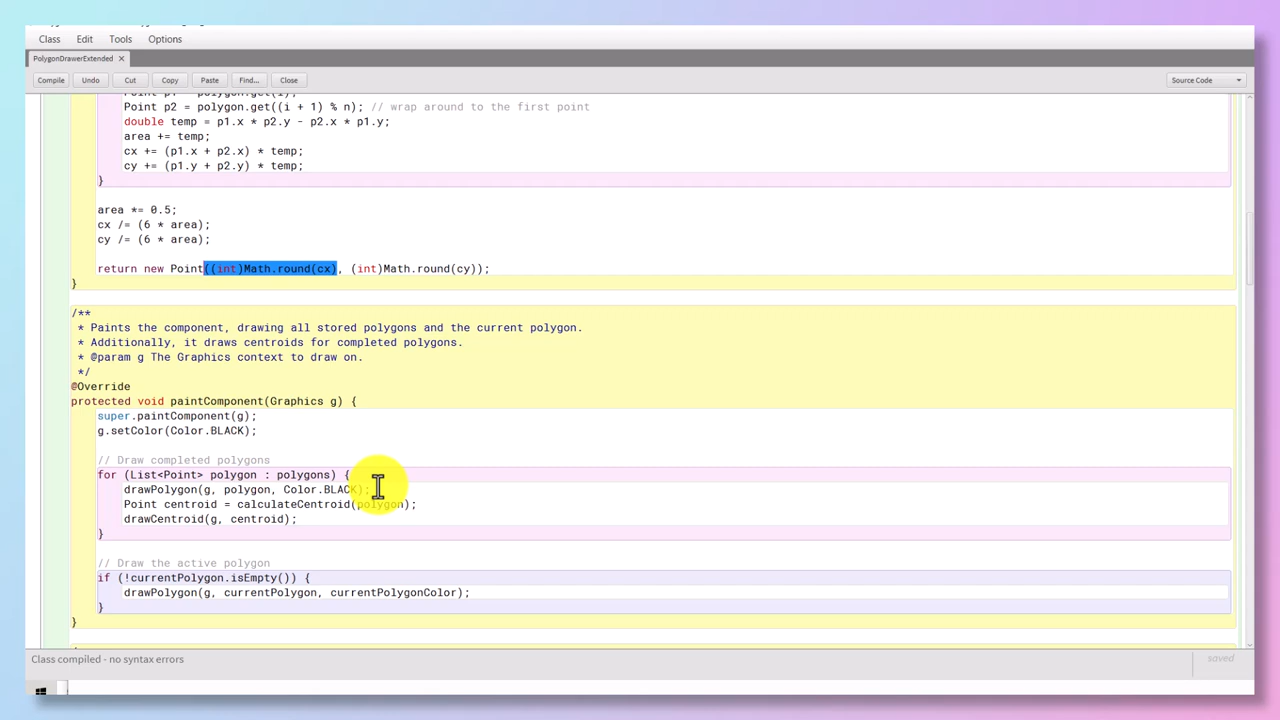 Class Edit Tools Options
PolygonDrawerExtended ×
Compile Undo Cut Copy Paste Find... Close Source Code
Point p2 = polygon.get((i + 1) % n); // wrap around to the first point
double temp = p1.x * p2.y - p2.x * p1.y;
area += temp;
cx += (p1.x + p2.x) * temp;
cy += (p1.y + p2.y) * temp;
}
area *= 0.5;
cx /= (6 * area);
cy /= (6 * area);
return new Point((int)Math.round(cx), (int)Math.round(cy));
}
/**
* Paints the component, drawing all stored polygons and the current polygon.
* Additionally, it draws centroids for completed polygons.
* @param g The Graphics context to draw on.
*/
@Override
protected void paintComponent(Graphics g) {
super.paintComponent(g);
g.setColor(Color.BLACK);
// Draw completed polygons
for (List<Point> polygon : polygons) {
drawPolygon(g, polygon, Color.BLACK);
Point centroid = calculateCentroid(polygon);
drawCentroid(g, centroid);
}
// Draw the active polygon
if (!currentPolygon.isEmpty()) {
drawPolygon(g, currentPolygon, currentPolygonColor);
}
}
Class compiled - no syntax errors
saved